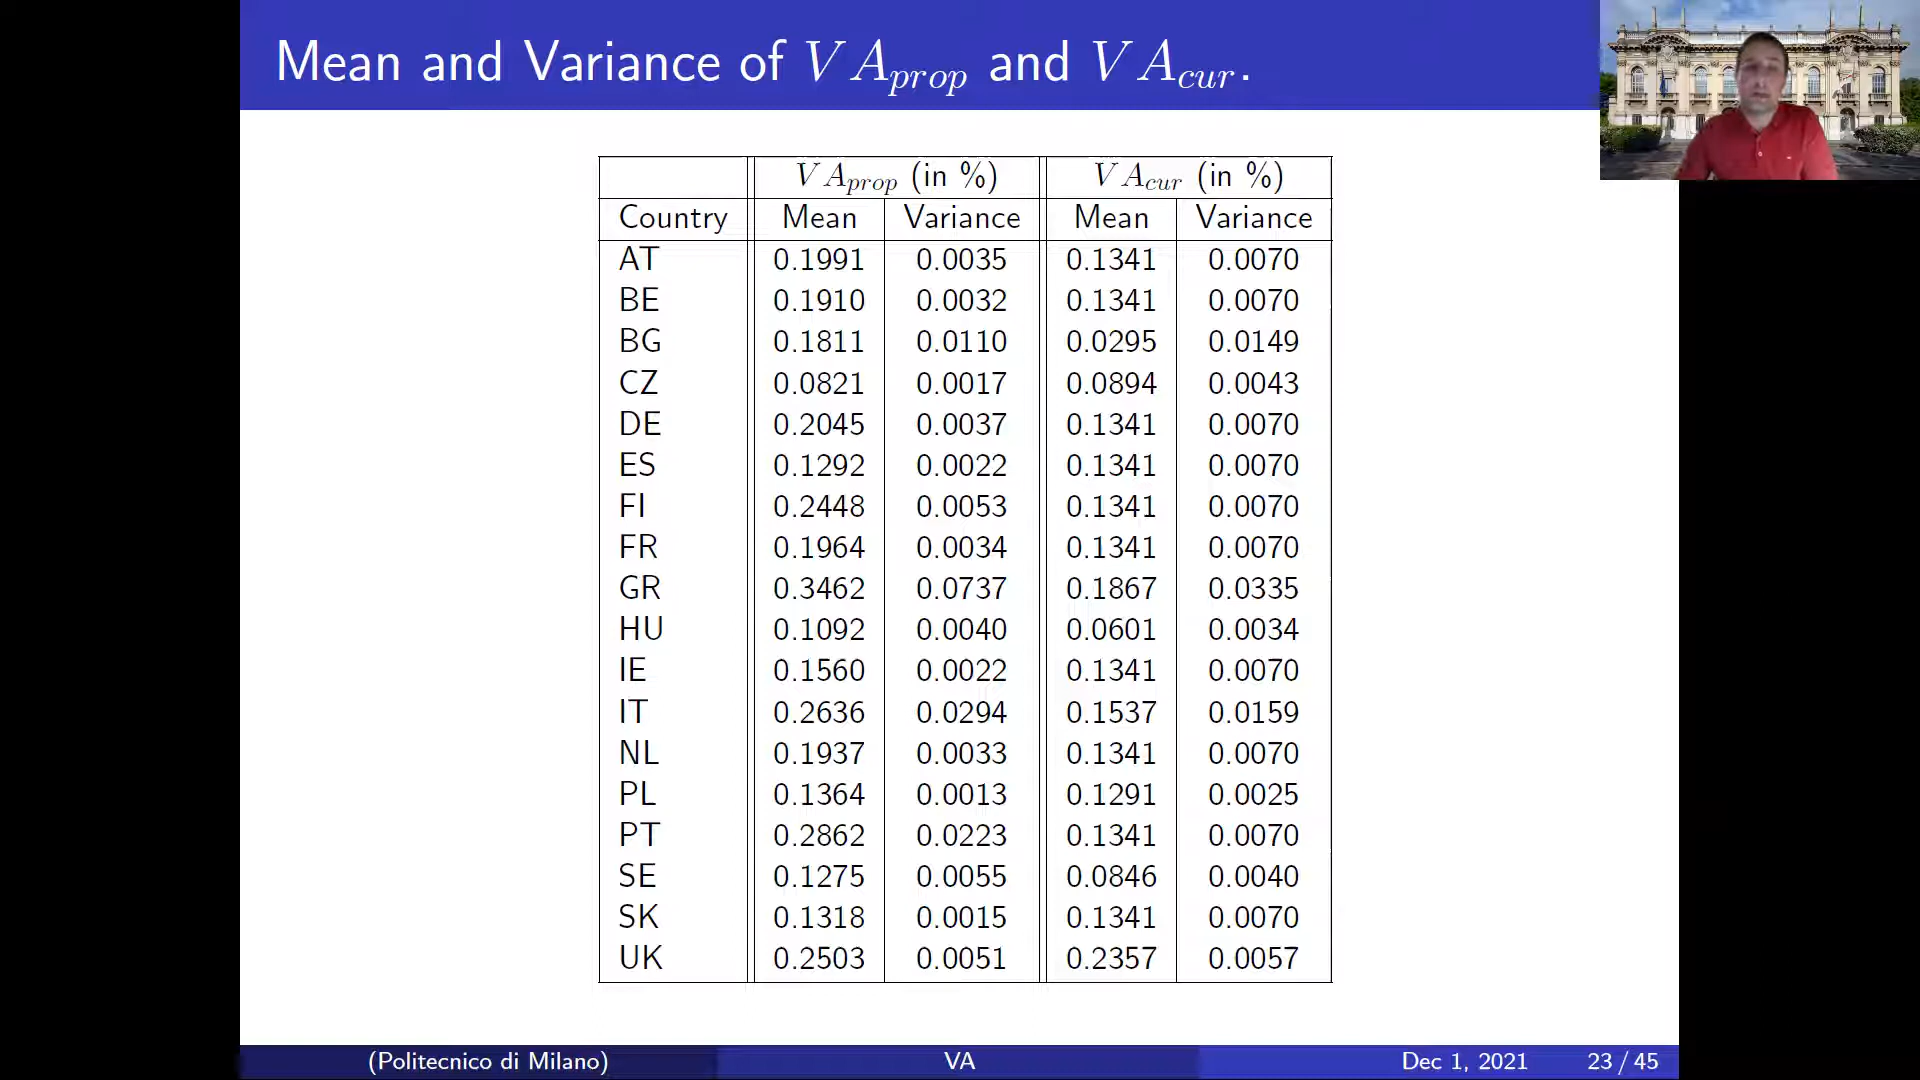 Mean and Variance of VA_prop and VA_cur.
VA_prop (in %) VA_cur (in %)
Country Mean Variance Mean Variance
AT 0.1991 0.0035 0.1341 0.0070
BE 0.1910 0.0032 0.1341 0.0070
BG 0.1811 0.0110 0.0295 0.0149
CZ 0.0821 0.0017 0.0894 0.0043
DE 0.2045 0.0037 0.1341 0.0070
ES 0.1292 0.0022 0.1341 0.0070
FI 0.2448 0.0053 0.1341 0.0070
FR 0.1964 0.0034 0.1341 0.0070
GR 0.3462 0.0737 0.1867 0.0335
HU 0.1092 0.0040 0.0601 0.0034
IE 0.1560 0.0022 0.1341 0.0070
IT 0.2636 0.0294 0.1537 0.0159
NL 0.1937 0.0033 0.1341 0.0070
PL 0.1364 0.0013 0.1291 0.0025
PT 0.2862 0.0223 0.1341 0.0070
SE 0.1275 0.0055 0.0846 0.0040
SK 0.1318 0.0015 0.1341 0.0070
UK 0.2503 0.0051 0.2357 0.0057
(Politecnico di Milano) VA Dec 1, 2021 23 / 45